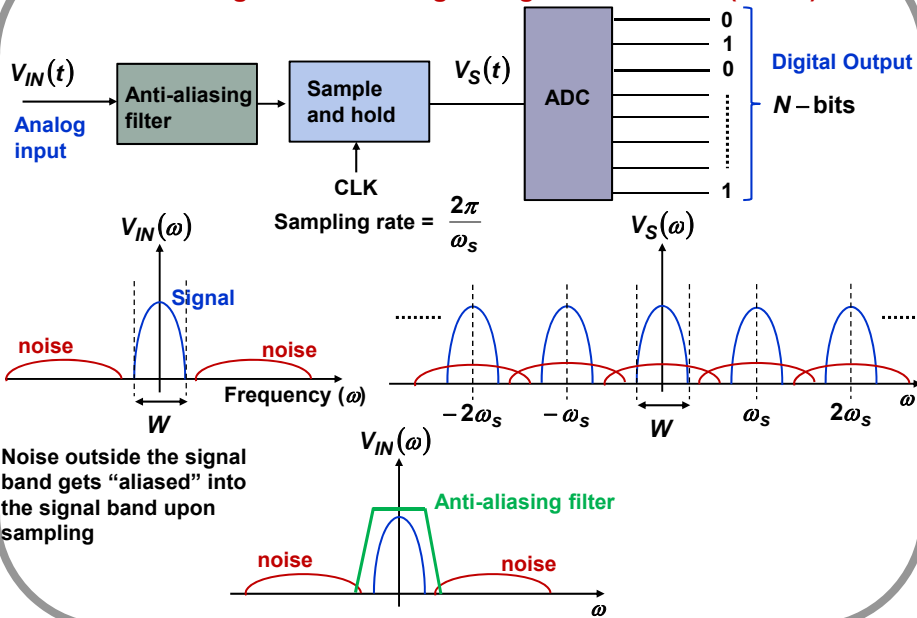 0
1
0
V_IN(t)
V_S(t)
Digital Output
Anti-aliasing
filter
Sample
and hold
ADC
N – bits
Analog
input
1
CLK
Sampling rate = 2π / ω_s
V_IN(ω)
V_S(ω)
Signal
noise
noise
Frequency (ω)
W
− 2ω_s
− ω_s
W
ω_s
2ω_s
ω
Noise outside the signal
band gets “aliased” into
the signal band upon
sampling
V_IN(ω)
Anti-aliasing filter
noise
noise
ω